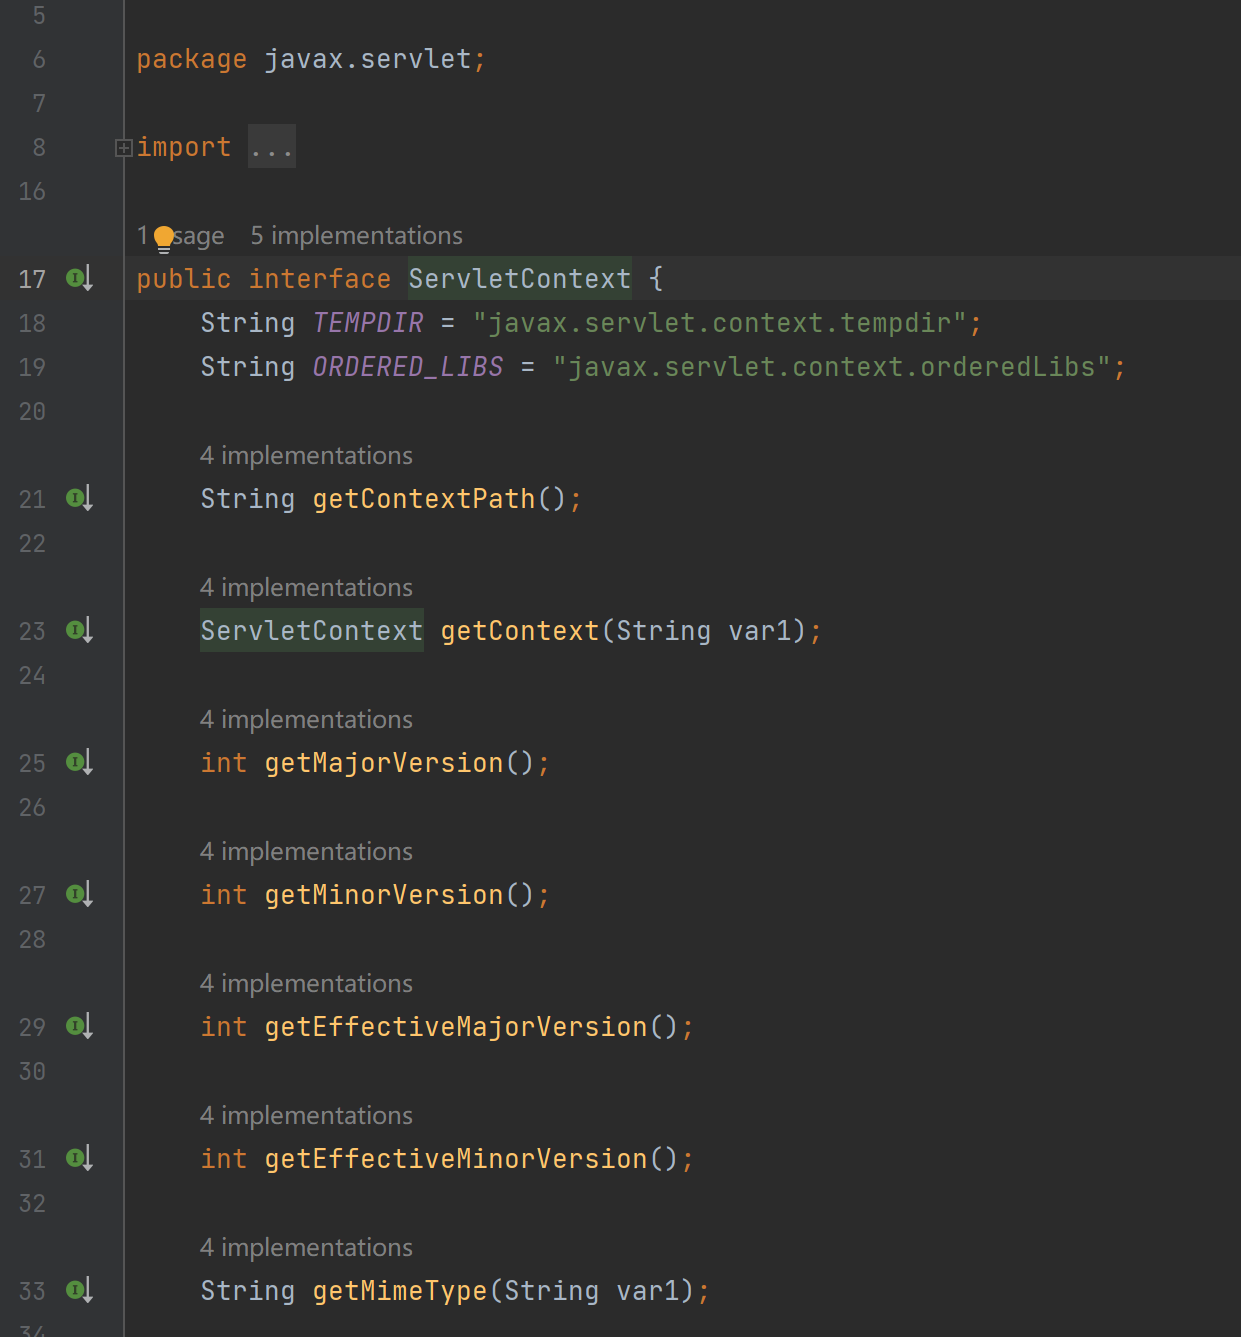 5
6 package javax.servlet;
7
8 import ...
16
1 sage 5 implementations
17 public interface ServletContext {
18 String TEMPDIR = "javax.servlet.context.tempdir";
19 String ORDERED_LIBS = "javax.servlet.context.orderedLibs";
20
4 implementations
21 String getContextPath();
22
4 implementations
23 ServletContext getContext(String var1);
24
4 implementations
25 int getMajorVersion();
26
4 implementations
27 int getMinorVersion();
28
4 implementations
29 int getEffectiveMajorVersion();
30
4 implementations
31 int getEffectiveMinorVersion();
32
4 implementations
33 String getMimeType(String var1);
34